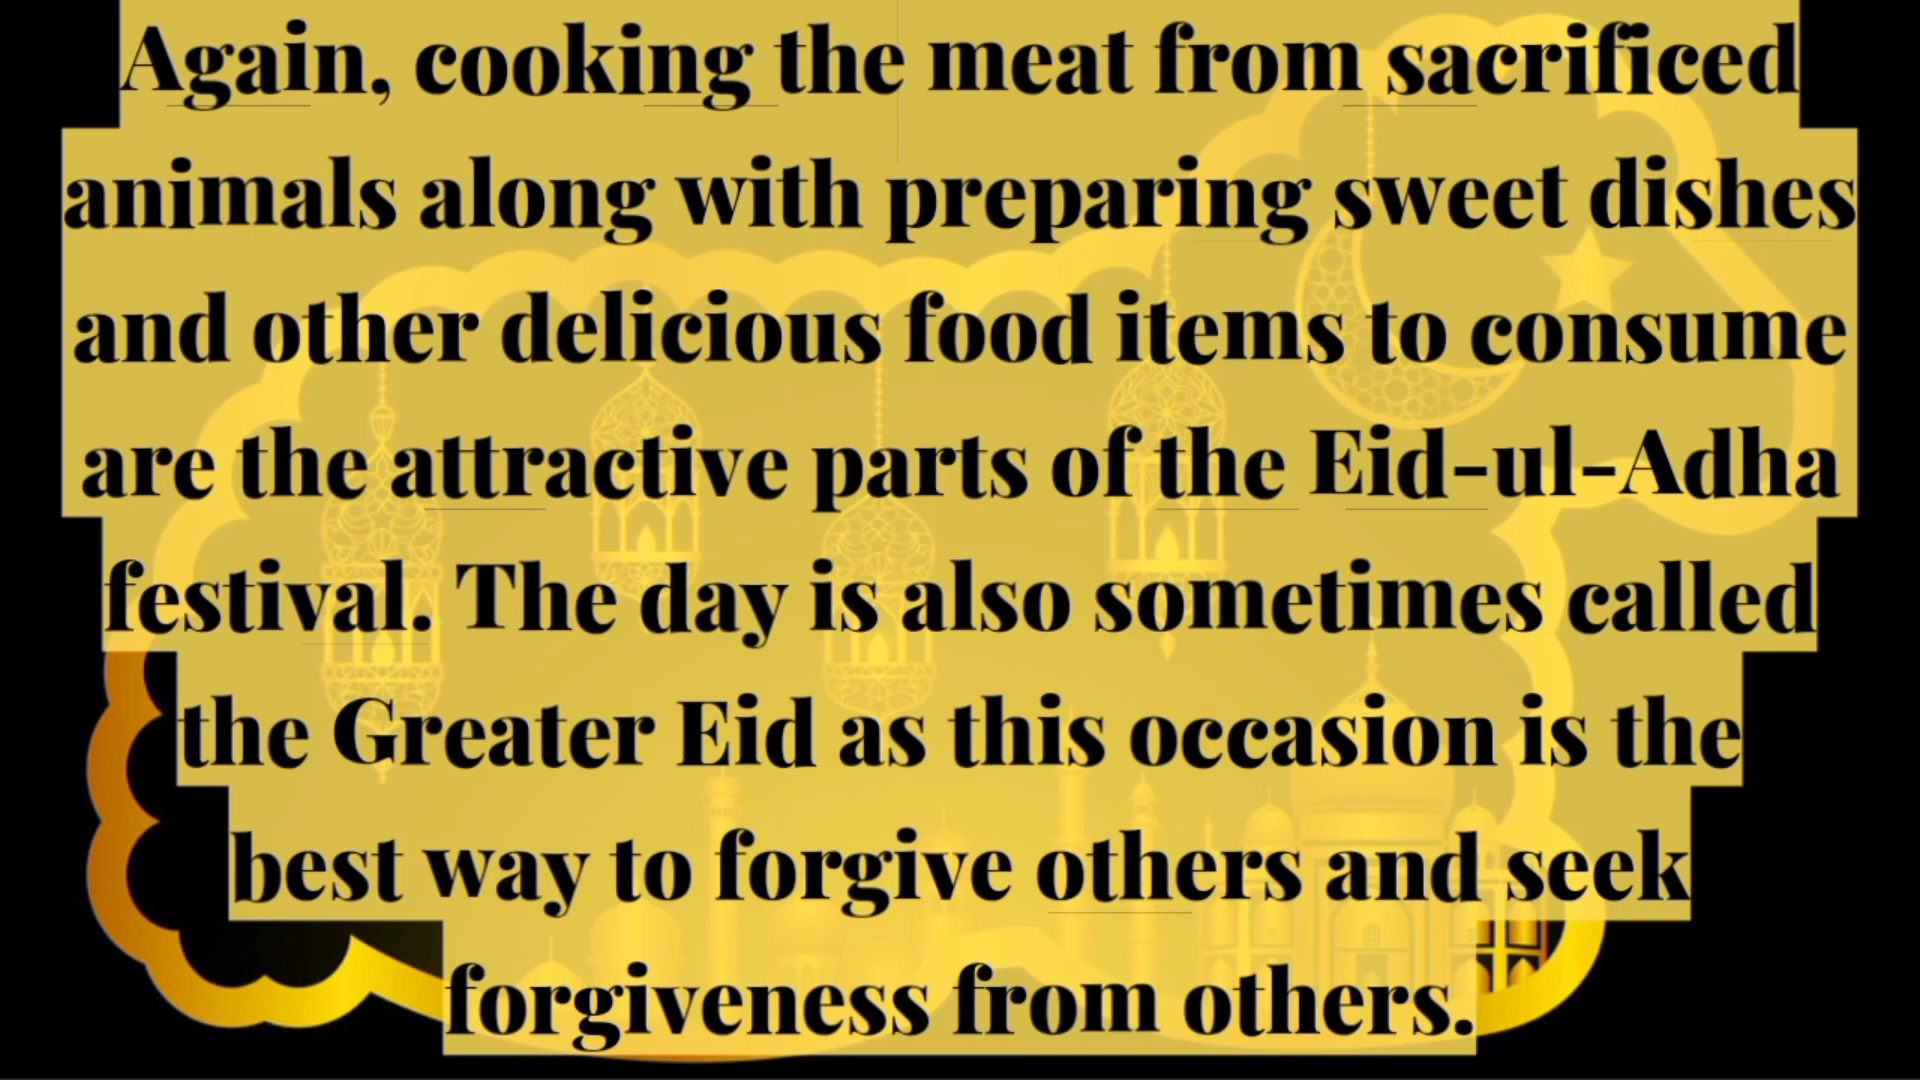 Again, cooking the meat from sacrificed
animals along with preparing sweet dishes
and other delicious food items to consume
are the attractive parts of the Eid-ul-Adha
festival. The day is also sometimes called
the Greater Eid as this occasion is the
best way to forgive others and seek
forgiveness from others.